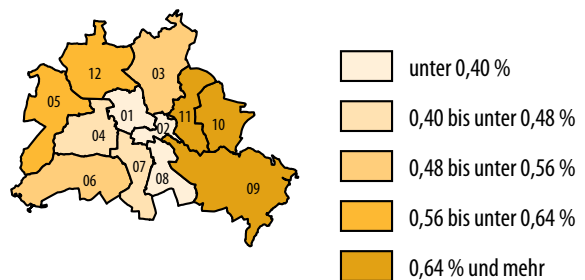 12
03
05
01
02
11
10
04
07
06
08
09
unter 0,40 %
0,40 bis unter 0,48 %
0,48 bis unter 0,56 %
0,56 bis unter 0,64 %
0,64 % und mehr